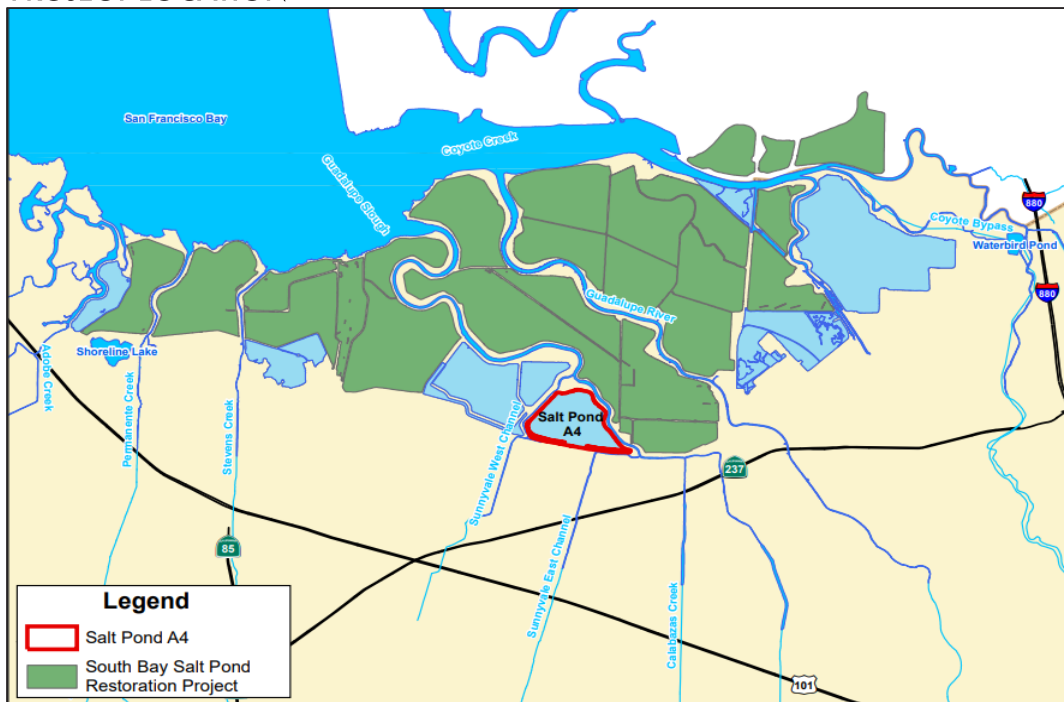 San Francisco Bay
Coyote Creek
Guadalupe Slough
880
Coyote Bypass
Waterbird Pond
880
Guadalupe River
Shoreline Lake
Adobe Creek
Permanente Creek
Stevens Creek
Salt Pond
A4
Sunnyvale West Channel
237
85
Sunnyvale East Channel
Calabazas Creek
101
Legend
Salt Pond A4
South Bay Salt Pond
Restoration Project